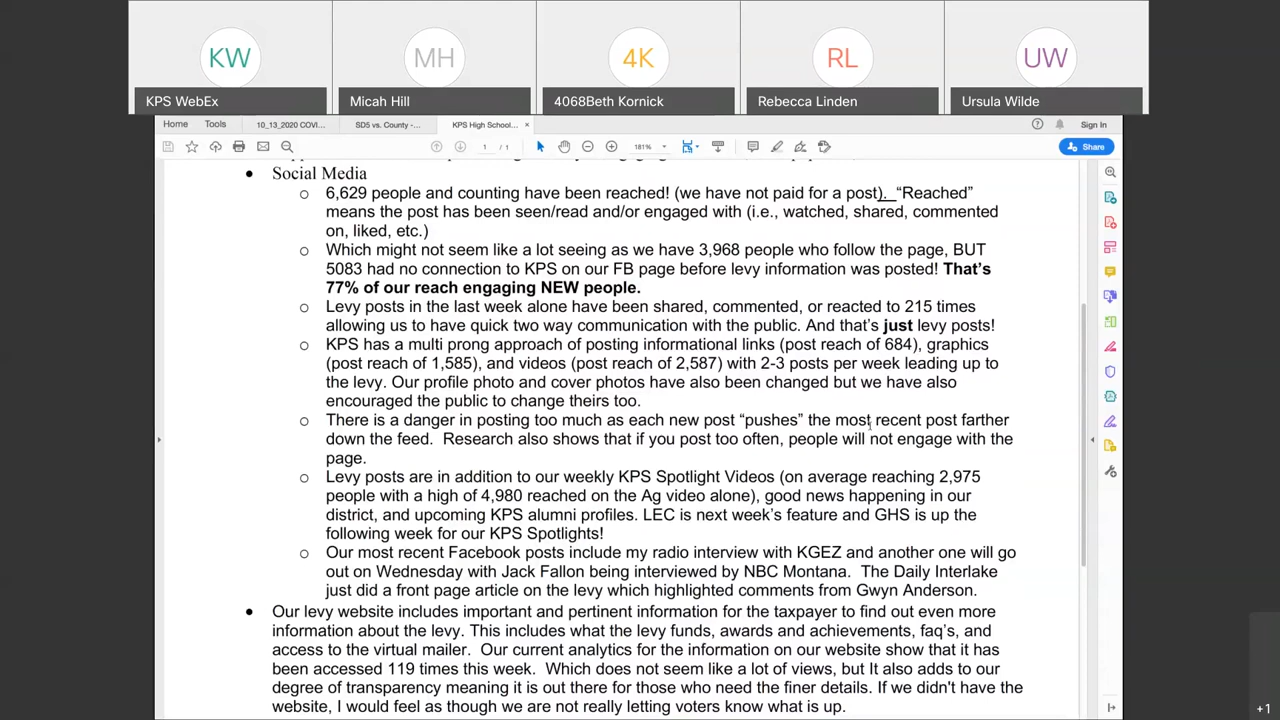 KW
MH
4K
RL
UW
KPS WebEx
Micah Hill
4068Beth Kornick
Rebecca Linden
Ursula Wilde
Home
Tools
10_13_2020 COVI...
SD5 vs. County -...
KPS High School...
Sign In
1 / 1
181%
Share
Social Media
6,629 people and counting have been reached! (we have not paid for a post). "Reached"
means the post has been seen/read and/or engaged with (i.e., watched, shared, commented
on, liked, etc.)
Which might not seem like a lot seeing as we have 3,968 people who follow the page, BUT
5083 had no connection to KPS on our FB page before levy information was posted! That's
77% of our reach engaging NEW people.
Levy posts in the last week alone have been shared, commented, or reacted to 215 times
allowing us to have quick two way communication with the public. And that's just levy posts!
KPS has a multi prong approach of posting informational links (post reach of 684), graphics
(post reach of 1,585), and videos (post reach of 2,587) with 2-3 posts per week leading up to
the levy. Our profile photo and cover photos have also been changed but we have also
encouraged the public to change theirs too.
There is a danger in posting too much as each new post "pushes" the most recent post farther
down the feed. Research also shows that if you post too often, people will not engage with the
page.
Levy posts are in addition to our weekly KPS Spotlight Videos (on average reaching 2,975
people with a high of 4,980 reached on the Ag video alone), good news happening in our
district, and upcoming KPS alumni profiles. LEC is next week's feature and GHS is up the
following week for our KPS Spotlights!
Our most recent Facebook posts include my radio interview with KGEZ and another one will go
out on Wednesday with Jack Fallon being interviewed by NBC Montana. The Daily Interlake
just did a front page article on the levy which highlighted comments from Gwyn Anderson.
Our levy website includes important and pertinent information for the taxpayer to find out even more
information about the levy. This includes what the levy funds, awards and achievements, faq's, and
access to the virtual mailer. Our current analytics for the information on our website show that it has
been accessed 119 times this week. Which does not seem like a lot of views, but It also adds to our
degree of transparency meaning it is out there for those who need the finer details. If we didn't have the
website, I would feel as though we are not really letting voters know what is up.
+1